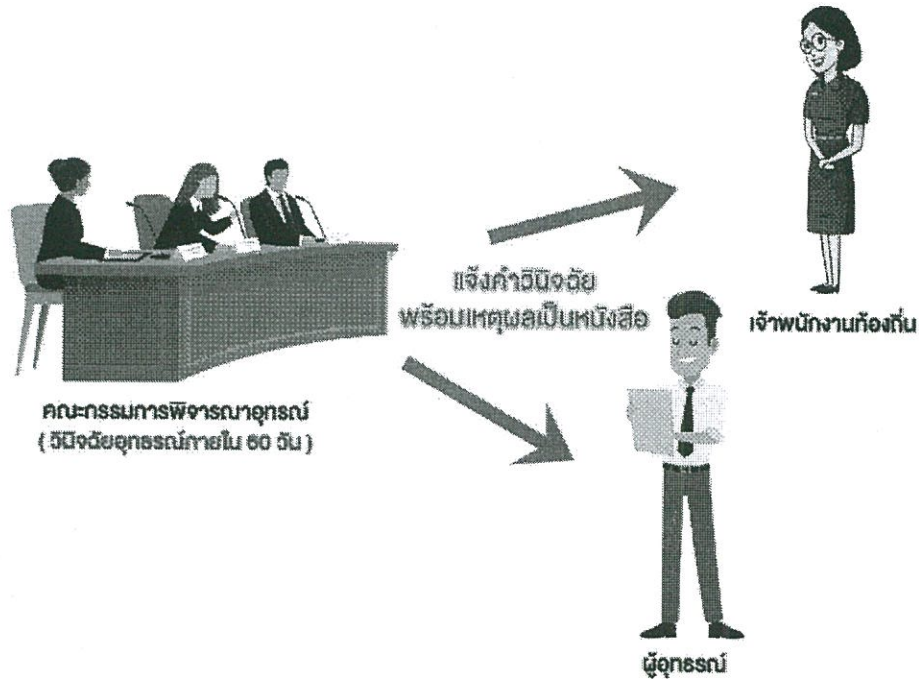 แจ้งคำวินิจฉัย
พร้อมเหตุผลเป็นหนังสือ
เจ้าพนักงานท้องถิ่น
คณะกรรมการพิจารณาอุทรณ์
( วินิจฉัยอุทธรณ์ภายใน 60 วัน )
ผู้อุทธรณ์